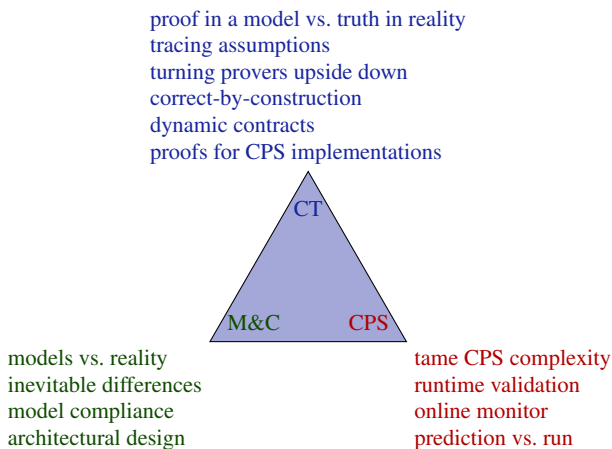 proof in a model vs. truth in reality
tracing assumptions
turning provers upside down
correct-by-construction
dynamic contracts
proofs for CPS implementations
CT
M&C
CPS
models vs. reality
inevitable differences
model compliance
architectural design
tame CPS complexity
runtime validation
online monitor
prediction vs. run